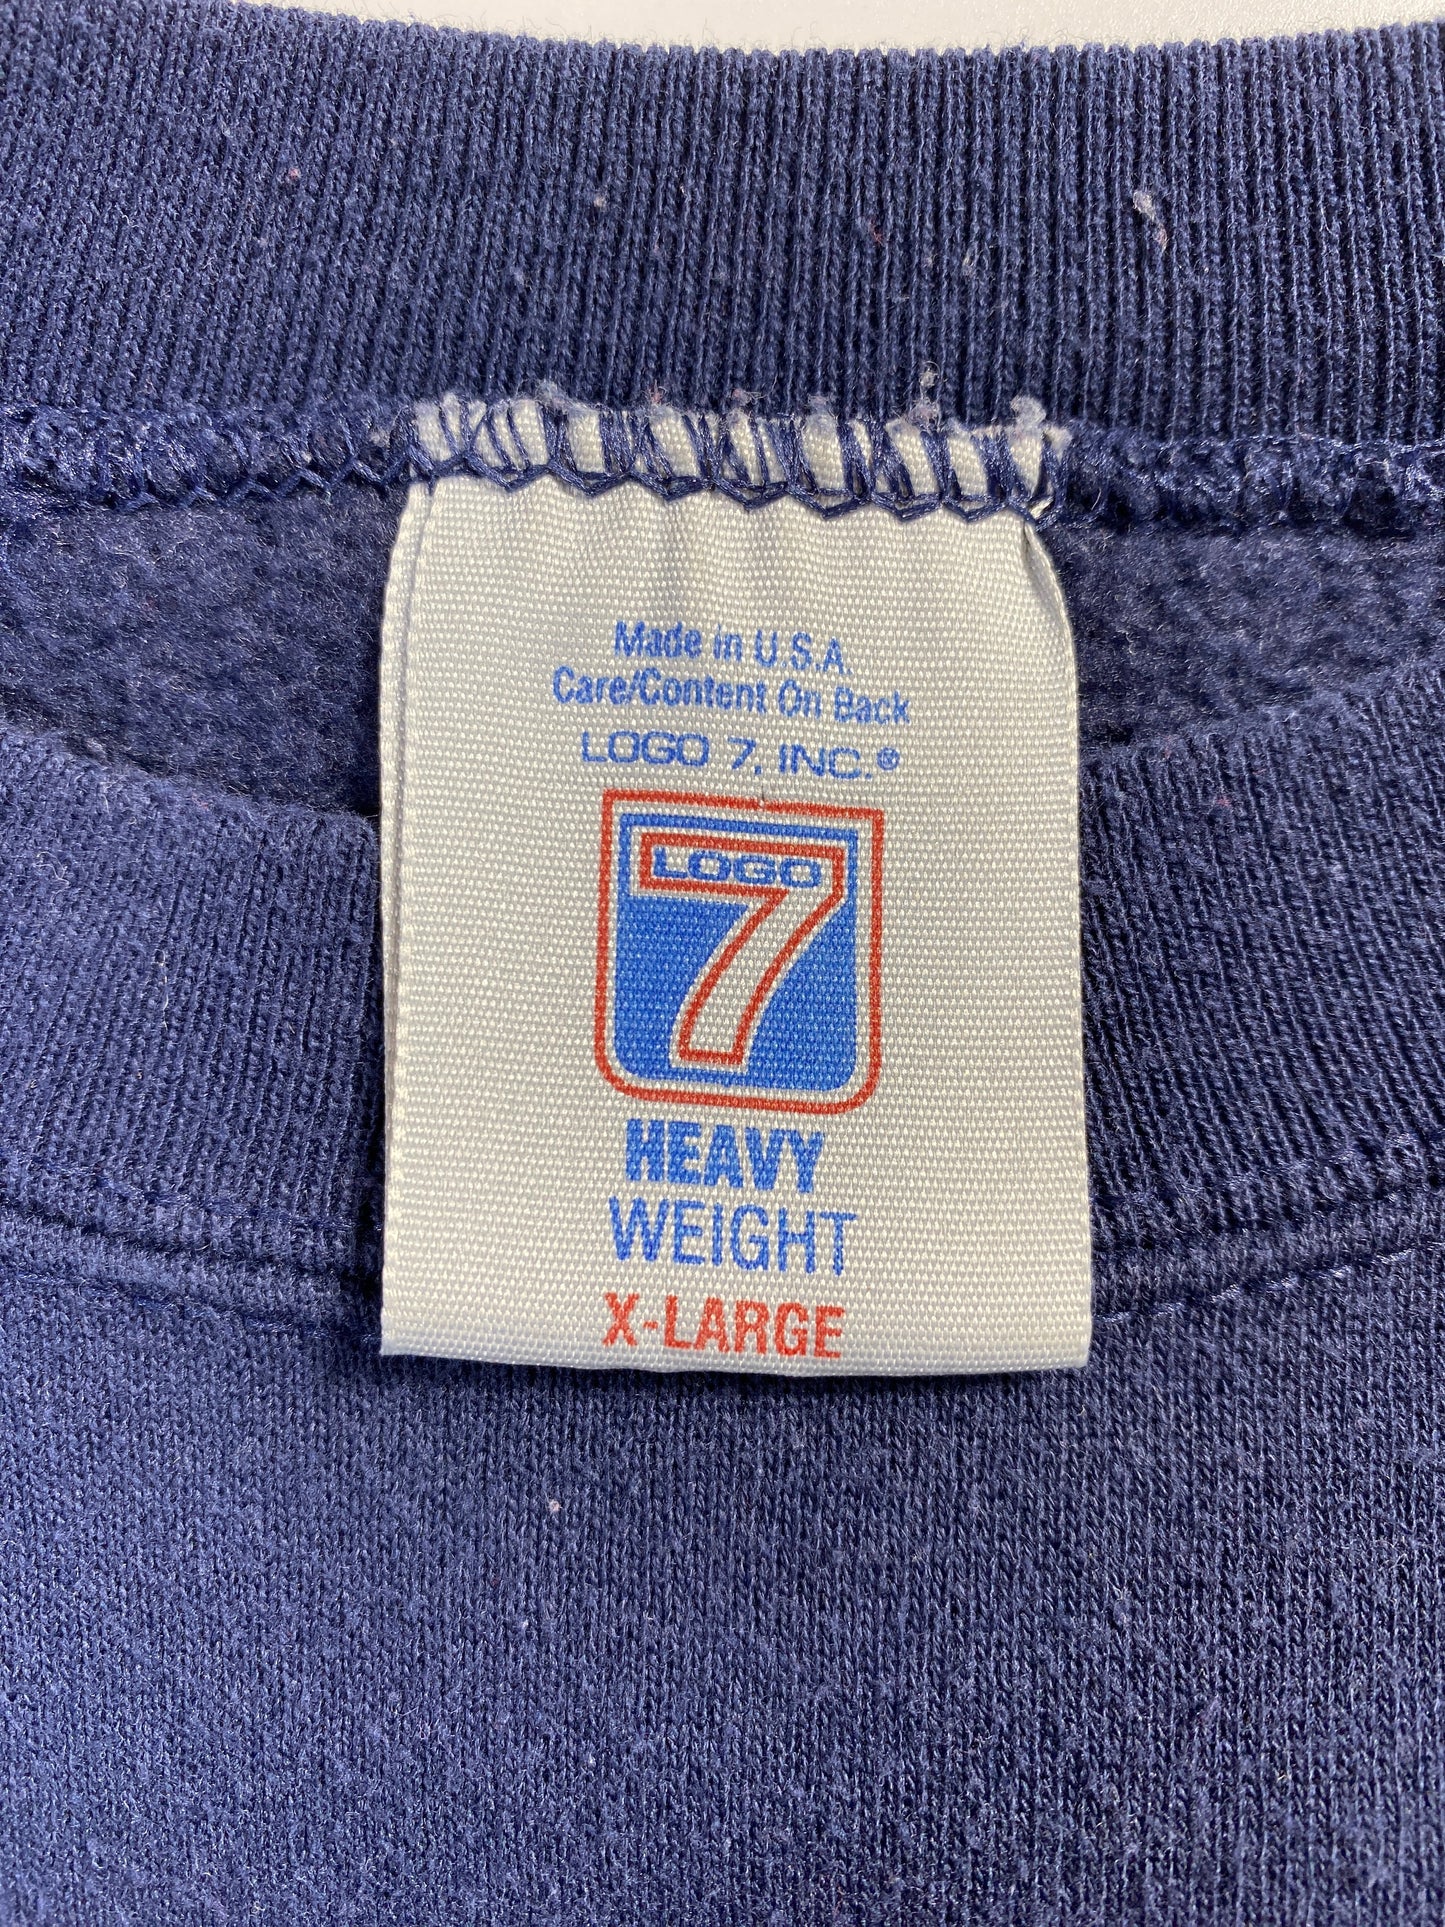 Made in U.S.A.
Care/Content On Back
LOGO 7, INC.®
LOGO
7
HEAVY
WEIGHT
X-LARGE